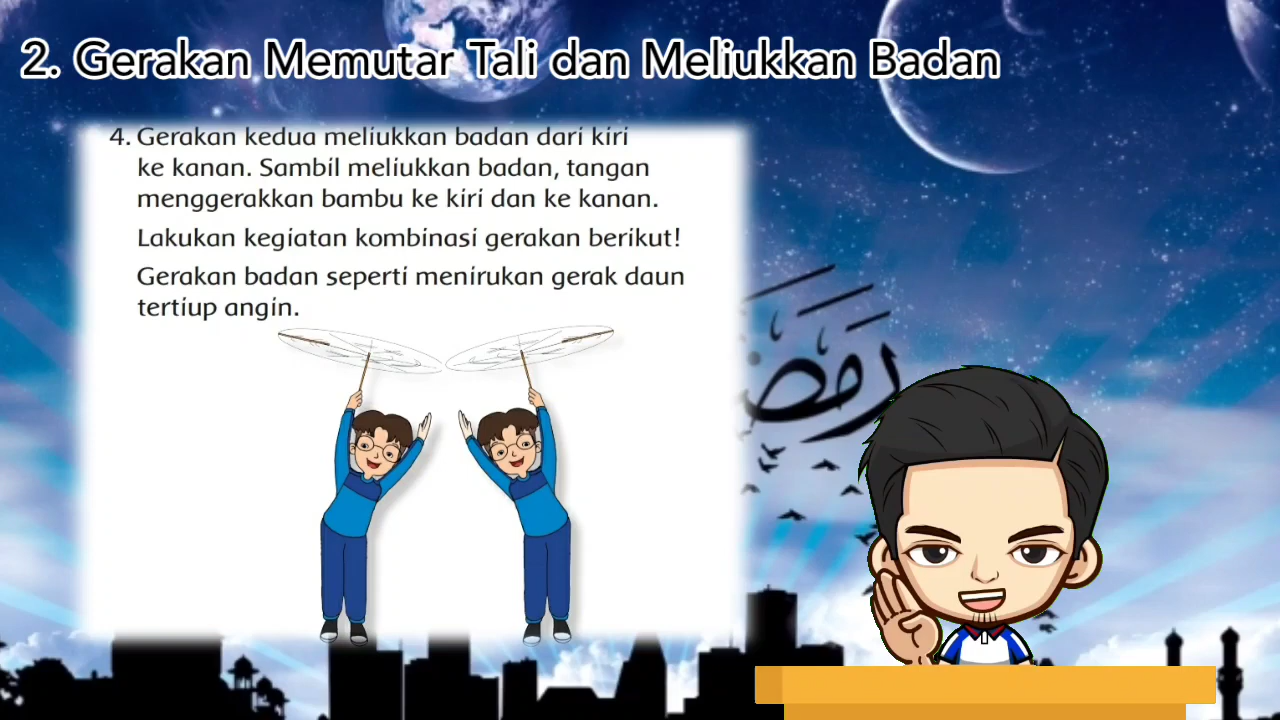 2. Gerakan Memutar Tali dan Meliukkan Badan
4. Gerakan kedua meliukkan badan dari kiri
ke kanan. Sambil meliukkan badan, tangan
menggerakkan bambu ke kiri dan ke kanan.
Lakukan kegiatan kombinasi gerakan berikut!
Gerakan badan seperti menirukan gerak daun
tertiup angin.